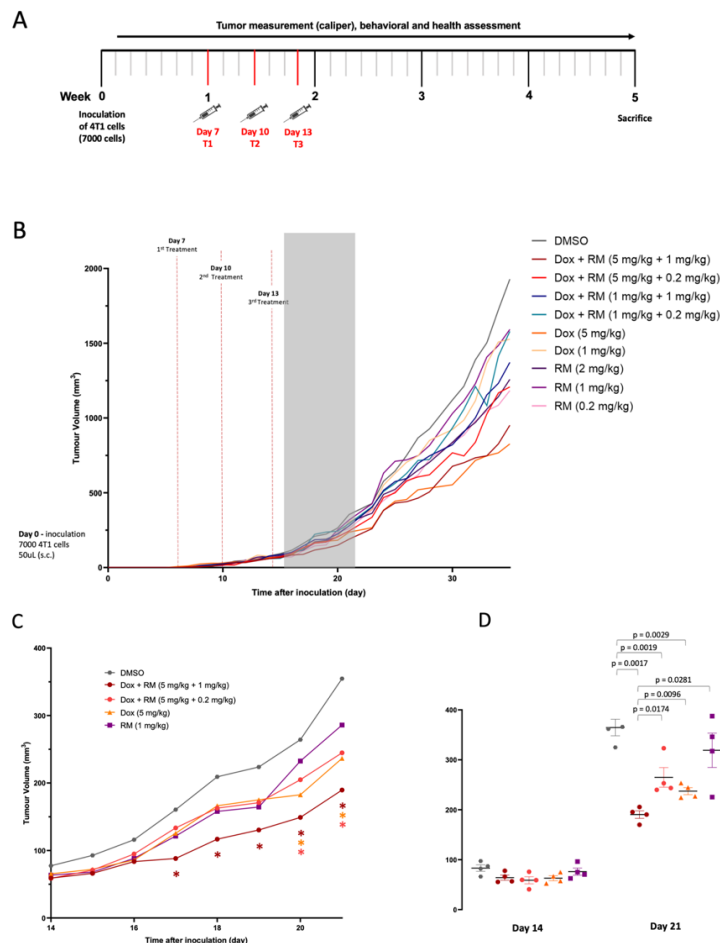 A
Tumor measurement (caliper), behavioral and health assessment
Week 0 1 2 3 4 5
Inoculation
of 4T1 cells
(7000 cells)
Day 7
T1
Day 10
T2
Day 13
T3
Sacrifice
B
Day 7
1st Treatment
Day 10
2nd Treatment
Day 13
3rd Treatment
2000
1500
1000
500
0
Tumour Volume (mm³)
0 10 20 30
Time after inoculation (day)
Day 0 - inoculation
7000 4T1 cells
50uL (s.c.)
DMSO
Dox + RM (5 mg/kg + 1 mg/kg)
Dox + RM (5 mg/kg + 0.2 mg/kg)
Dox + RM (1 mg/kg + 1 mg/kg)
Dox + RM (1 mg/kg + 0.2 mg/kg)
Dox (5 mg/kg)
Dox (1 mg/kg)
RM (2 mg/kg)
RM (1 mg/kg)
RM (0.2 mg/kg)
C
400
300
200
100
0
Tumour Volume (mm³)
DMSO
Dox + RM (5 mg/kg + 1 mg/kg)
Dox + RM (5 mg/kg + 0.2 mg/kg)
Dox (5 mg/kg)
RM (1 mg/kg)
* * * * * * * * *
14 16 18 20
Time after inoculation (day)
D
p = 0.0029
p = 0.0019
p = 0.0017
p = 0.0281
p = 0.0096
p = 0.0174
400
300
200
100
0
Day 14
Day 21